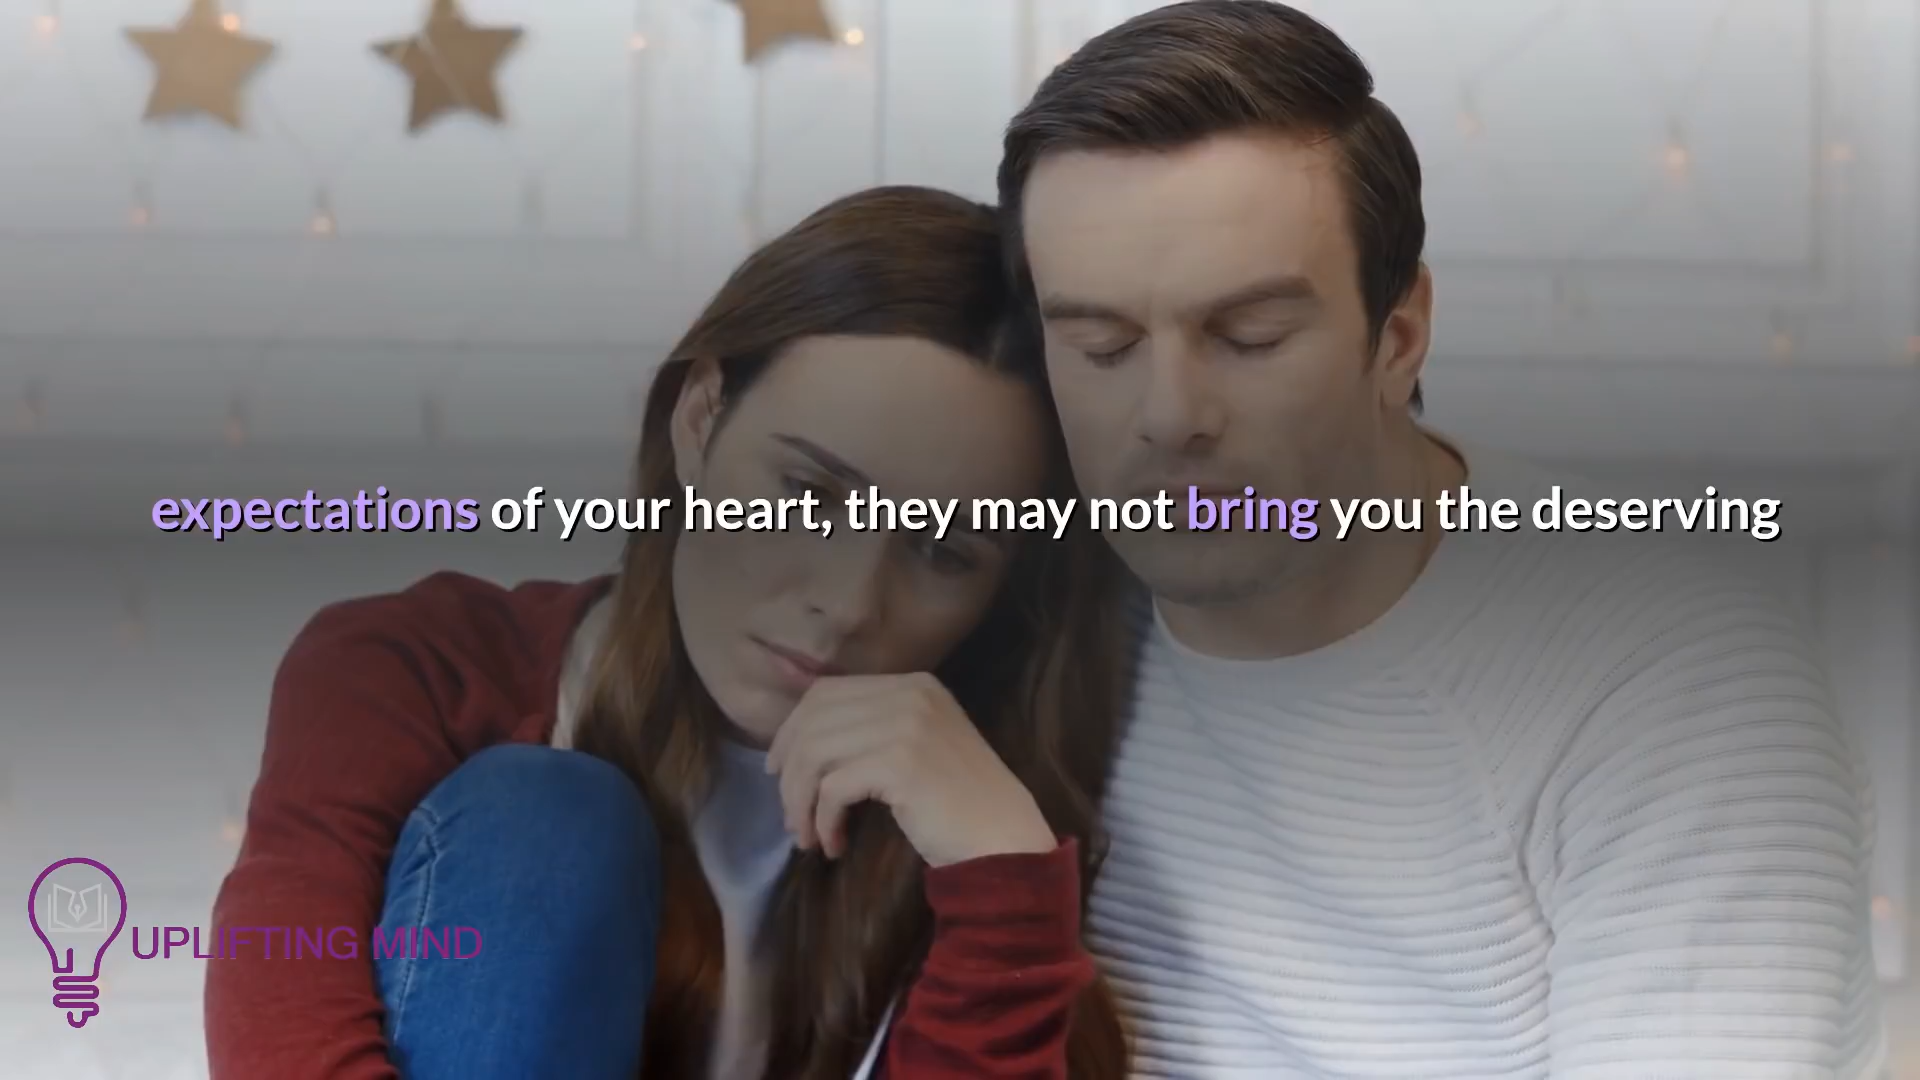 expectations of your heart, they may not bring you the deserving
UPLIFTING MIND